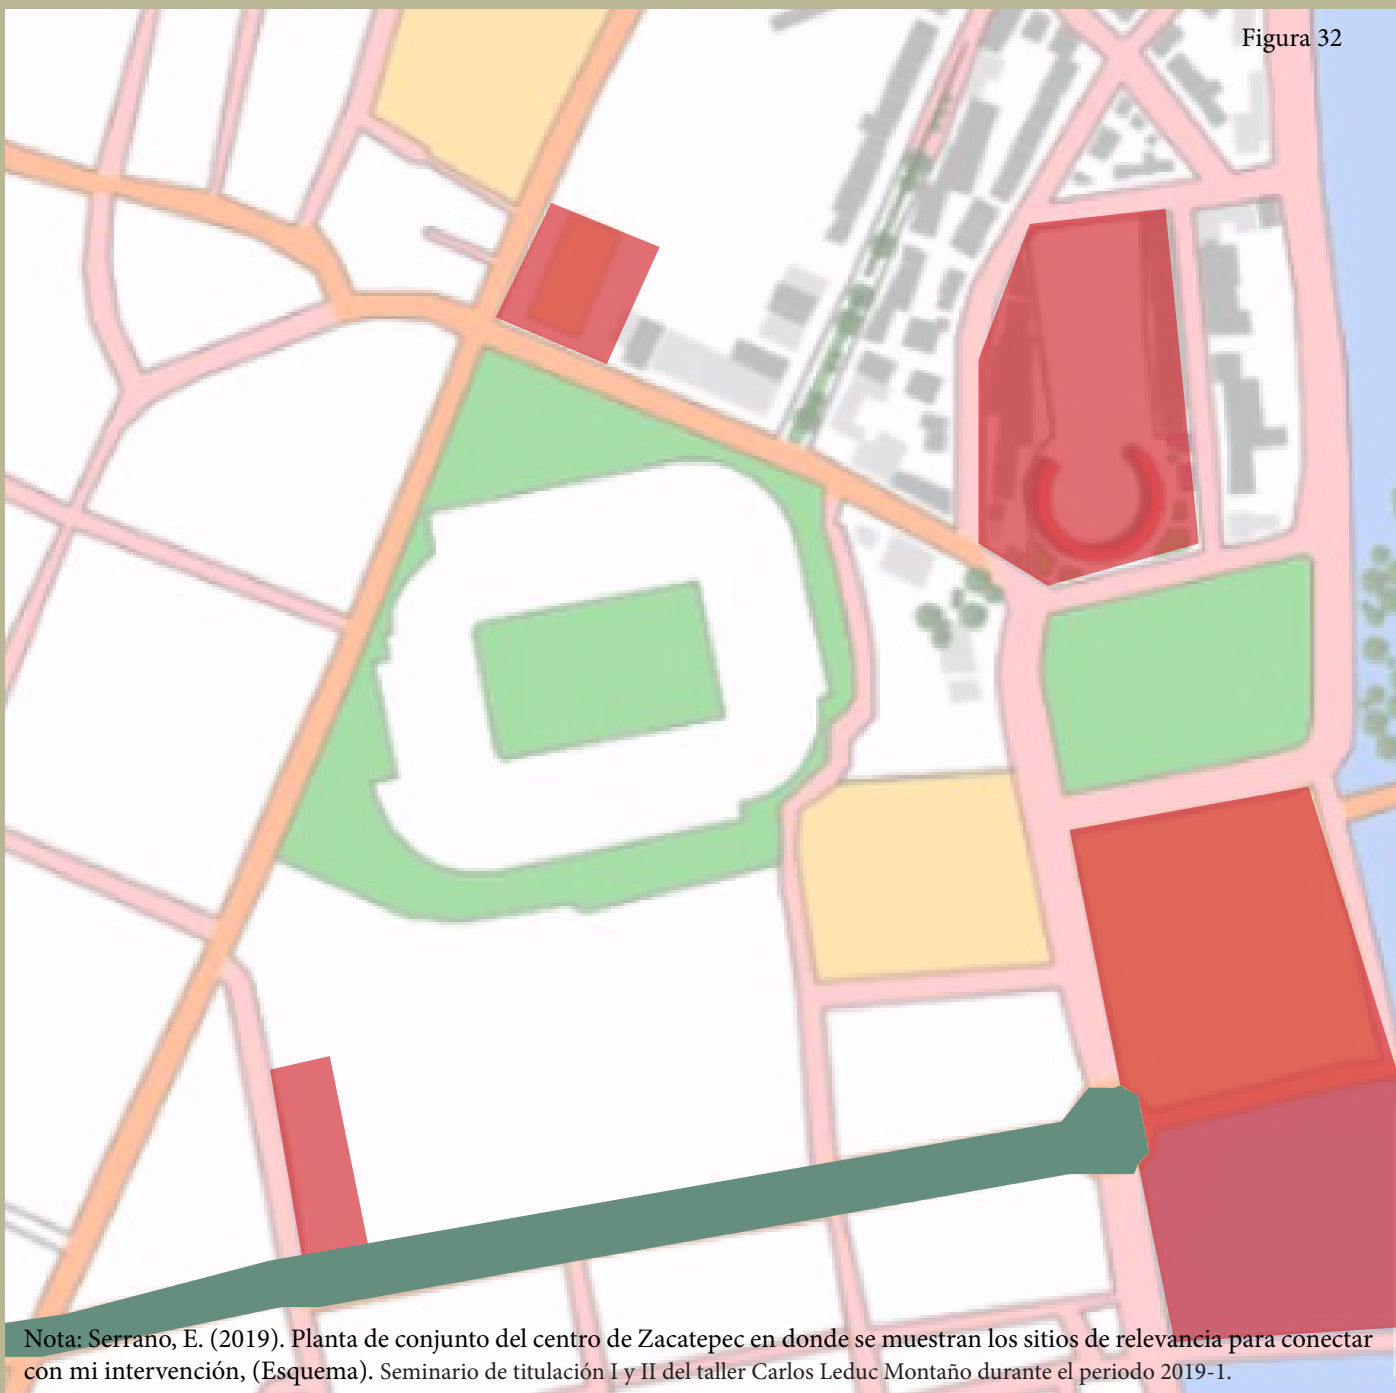 Figura 32
Nota: Serrano, E. (2019). Planta de conjunto del centro de Zacatepec en donde se muestran los sitios de relevancia para conectar
con mi intervención, (Esquema). Seminario de titulación I y II del taller Carlos Leduc Montaño durante el periodo 2019-1.